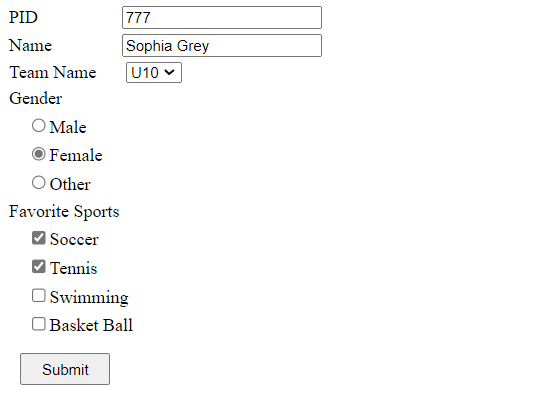 PID 777
Name Sophia Grey
Team Name U10
Gender
Male
Female
Other
Favorite Sports
Soccer
Tennis
Swimming
Basket Ball
Submit